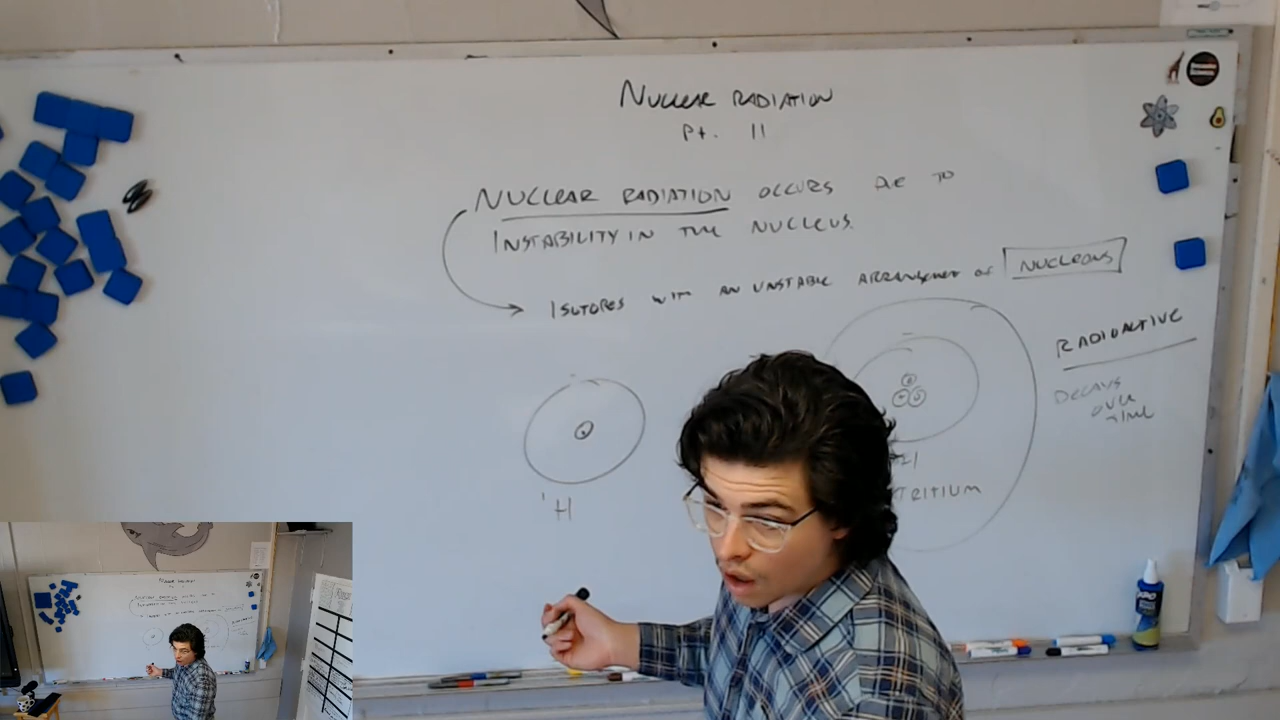 NUCLEAR RADIATION
Pt. II
NUCLEAR RADIATION OCCURS DUE TO
INSTABILITY IN THE NUCLEUS.
ISOTOPES WITH AN UNSTABLE ARRANGEMENT OF NUCLEONS
RADIOACTIVE
DECAYS
OVER
TIME
¹H
TRITIUM
EXPO